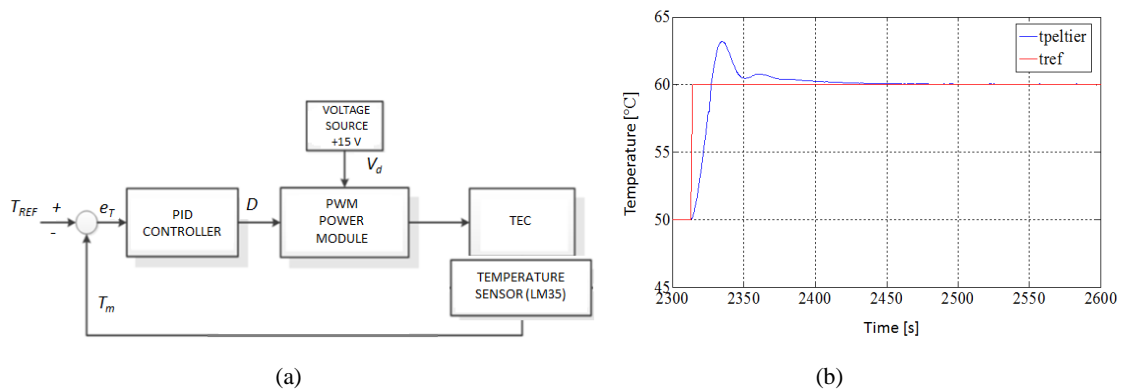 VOLTAGE
SOURCE
+15 V
V_d
T_REF
+
-
e_T
PID
CONTROLLER
D
PWM
POWER
MODULE
TEC
TEMPERATURE
SENSOR (LM35)
T_m
(a)
65
60
55
50
45
Temperature [°C]
tpeltier
tref
2300 2350 2400 2450 2500 2550 2600
Time [s]
(b)